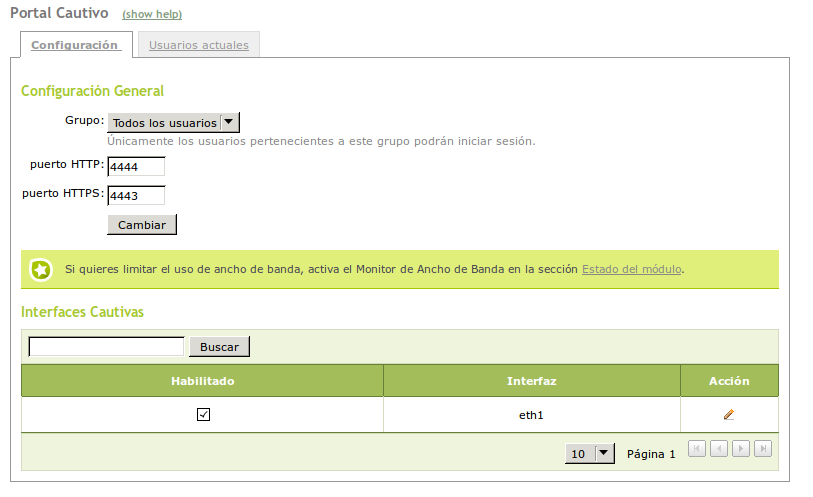 Portal Cautivo (show help)
Configuración Usuarios actuales
Configuración General
Grupo: Todos los usuarios
Únicamente los usuarios pertenecientes a este grupo podrán iniciar sesión.
puerto HTTP: 4444
puerto HTTPS: 4443
Cambiar
Si quieres limitar el uso de ancho de banda, activa el Monitor de Ancho de Banda en la sección Estado del módulo.
Interfaces Cautivas
Buscar
Habilitado Interfaz Acción
eth1
10 Página 1